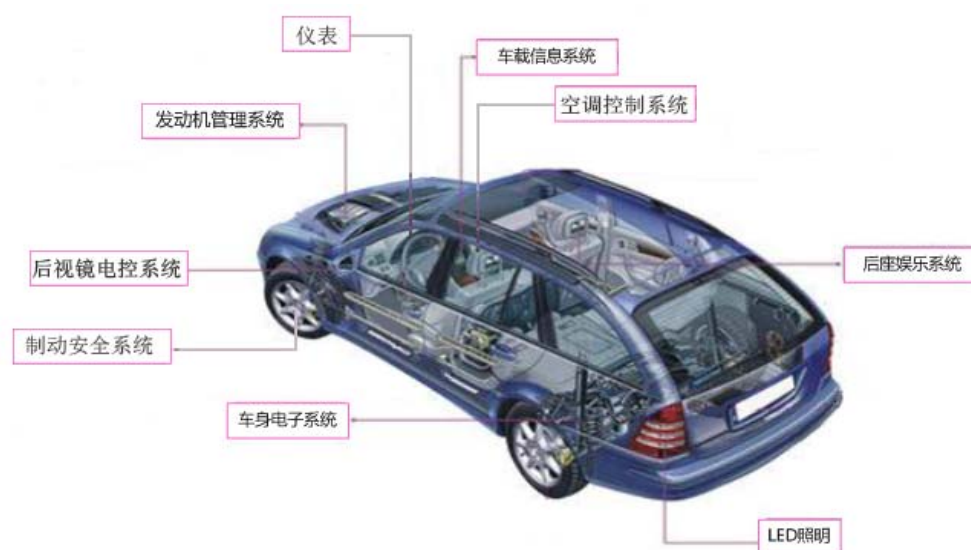 仪表
车载信息系统
空调控制系统
发动机管理系统
后视镜电控系统
后座娱乐系统
制动安全系统
车身电子系统
LED照明